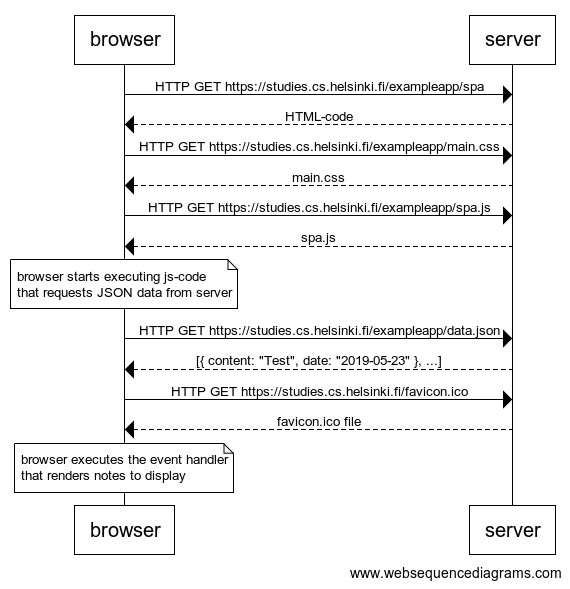 browser
server
HTTP GET https://studies.cs.helsinki.fi/exampleapp/spa
HTML-code
HTTP GET https://studies.cs.helsinki.fi/exampleapp/main.css
main.css
HTTP GET https://studies.cs.helsinki.fi/exampleapp/spa.js
spa.js
browser starts executing js-code
that requests JSON data from server
HTTP GET https://studies.cs.helsinki.fi/exampleapp/data.json
[{ content: "Test", date: "2019-05-23" }, ...]
HTTP GET https://studies.cs.helsinki.fi/favicon.ico
favicon.ico file
browser executes the event handler
that renders notes to display
browser
server
www.websequencediagrams.com